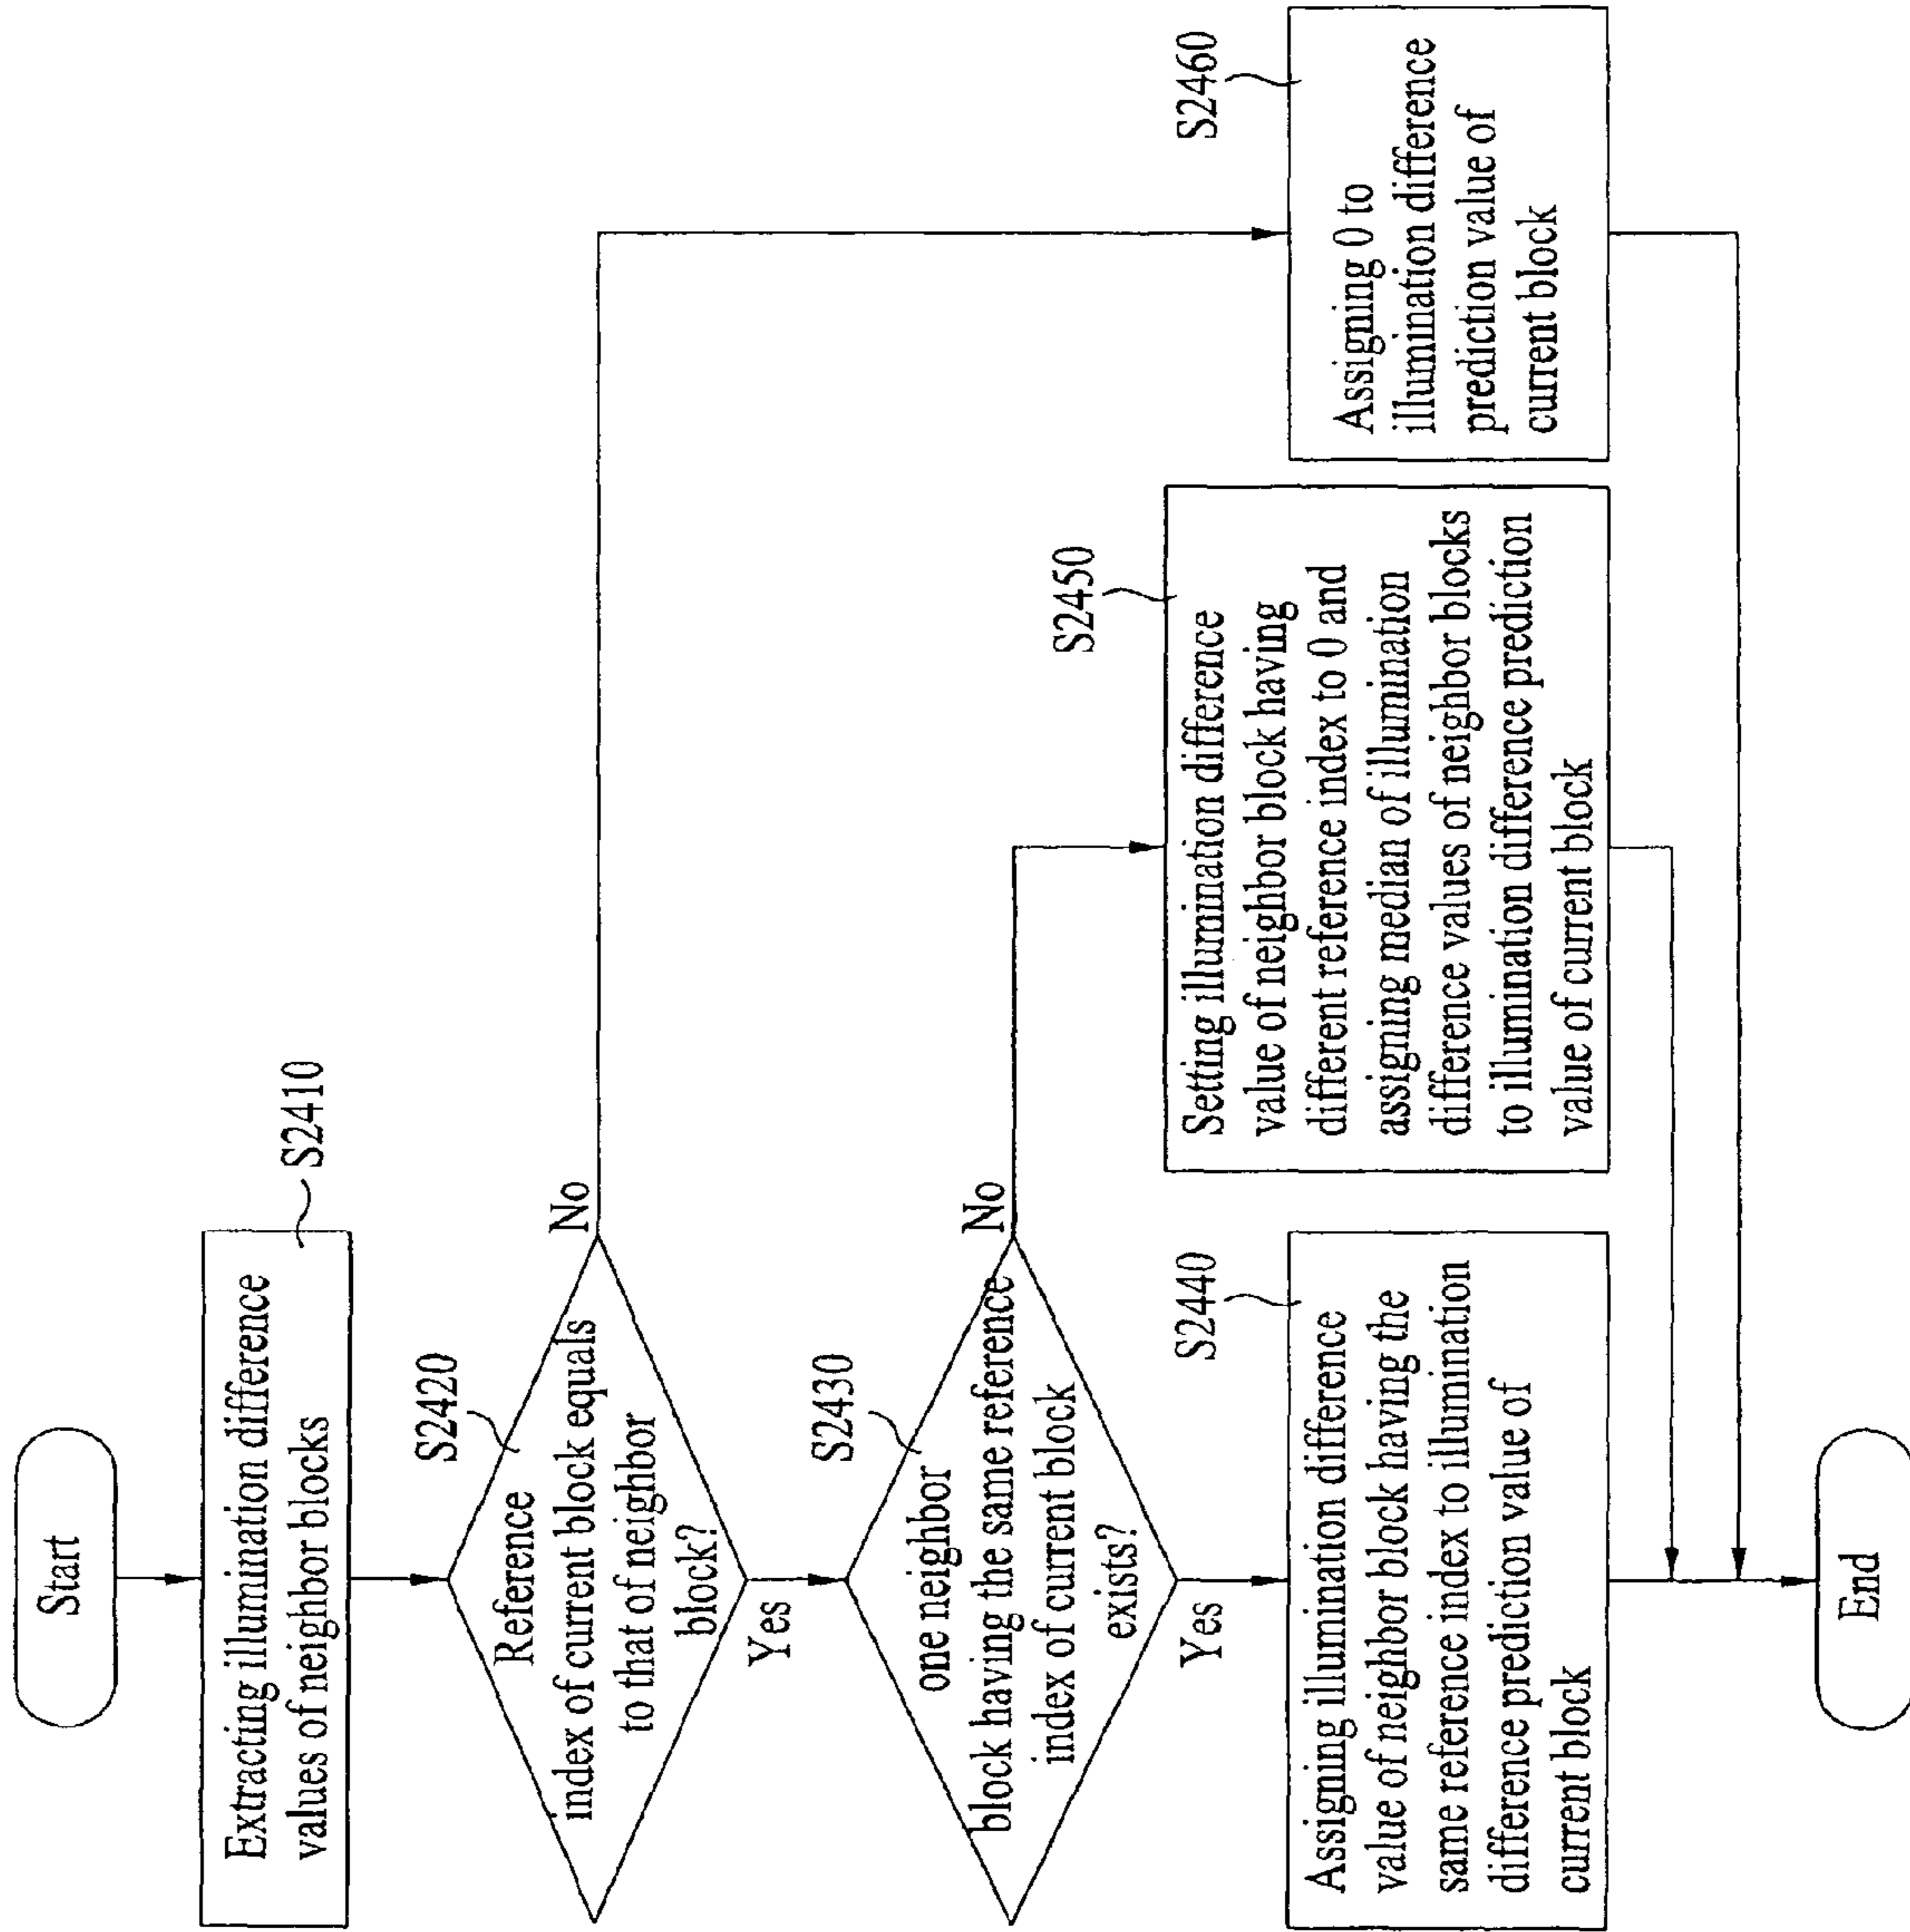 Start
Extracting illumination difference
values of neighbor blocks
S2410
S2420
Reference
index of current block equals
to that of neighbor
block?
No
Yes
S2430
one neighbor
block having the same reference
index of current block
exists?
No
Yes
S2440
Assigning illumination difference
value of neighbor block having the
same reference index to illumination
difference prediction value of
current block
S2450
Setting illumination difference
value of neighbor block having
different reference index to 0 and
assigning median of illumination
difference values of neighbor blocks
to illumination difference prediction
value of current block
S2460
Assigning 0 to
illumination difference
prediction value of
current block
End